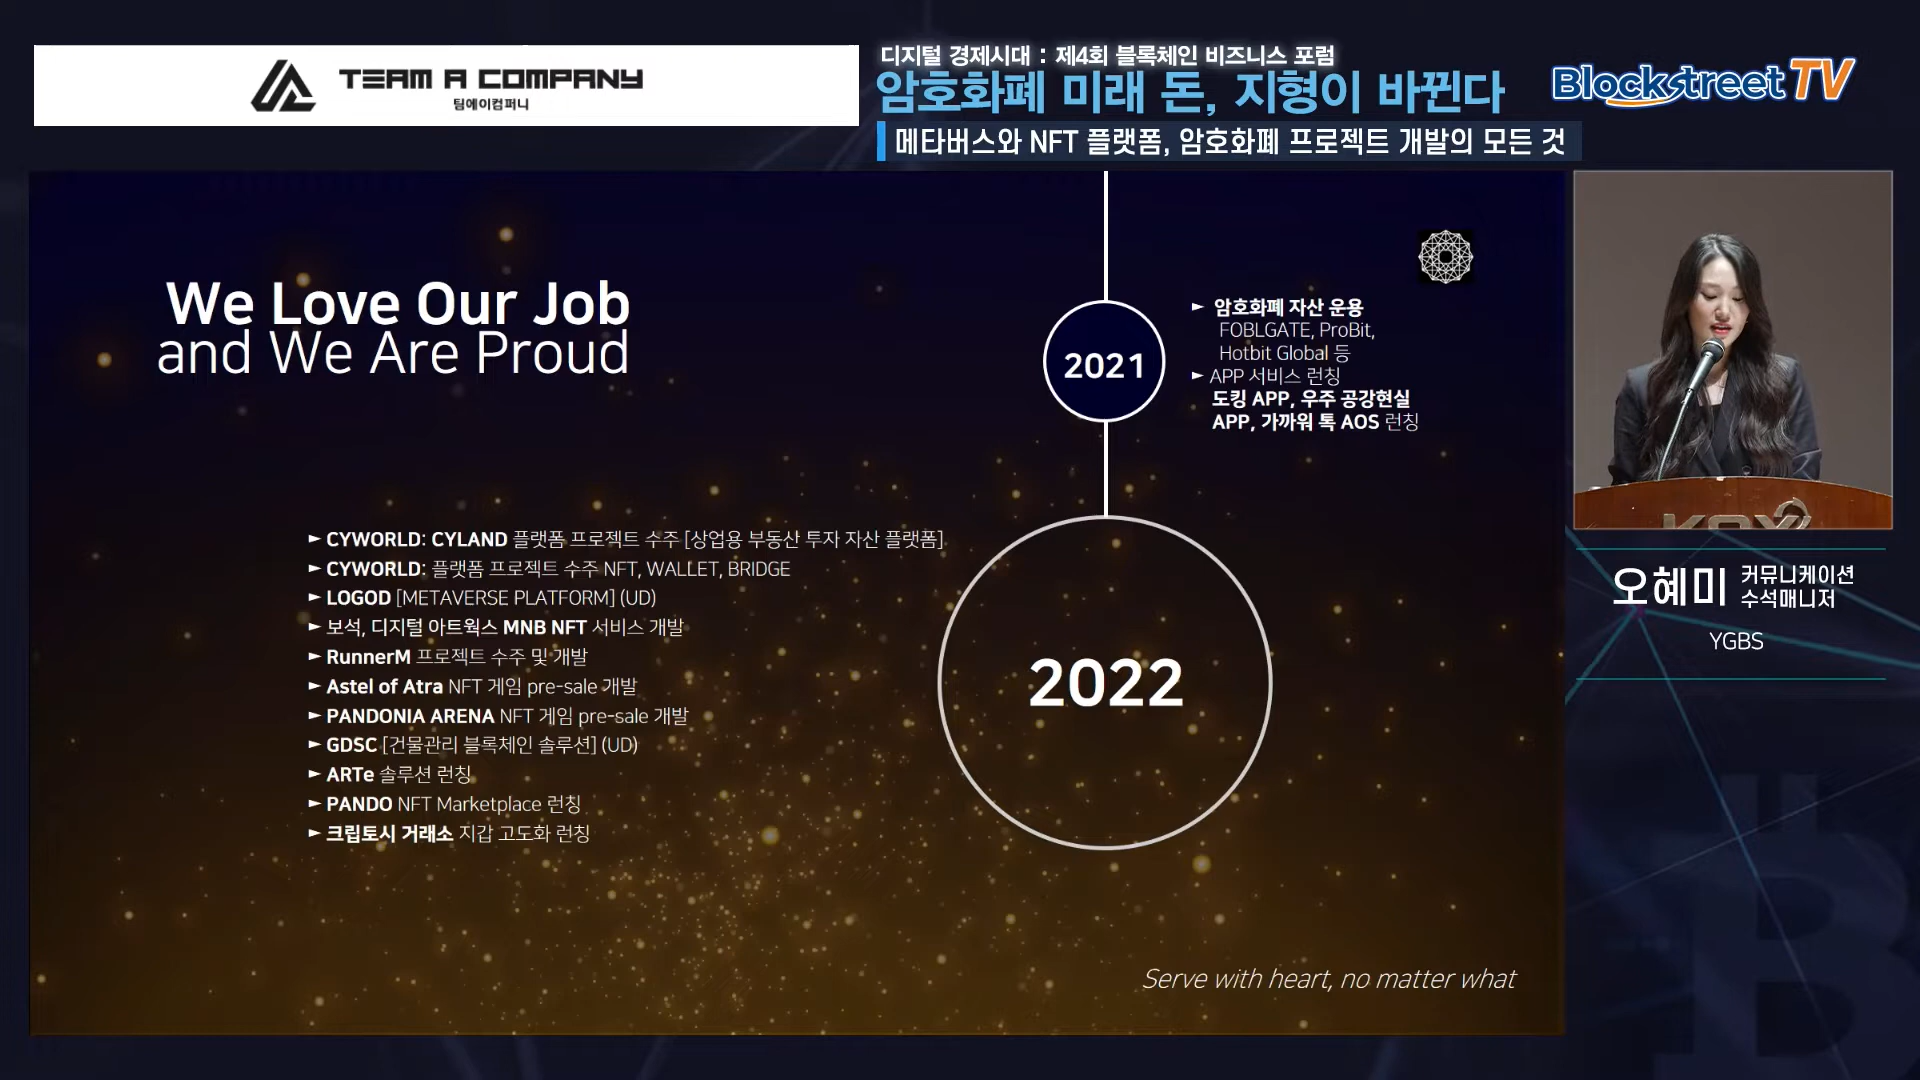 TEAM A COMPANY
팀에이컴퍼니
디지털 경제시대 : 제4회 블록체인 비즈니스 포럼
암호화폐 미래 돈, 지형이 바뀐다
메타버스와 NFT 플랫폼, 암호화폐 프로젝트 개발의 모든 것
Blockstreet TV
We Love Our Job
and We Are Proud
2021
► 암호화폐 자산 운용
FOBLGATE, ProBit,
Hotbit Global 등
► APP 서비스 런칭
도킹 APP, 우주 공강현실
APP, 가까워 톡 AOS 런칭
► CYWORLD: CYLAND 플랫폼 프로젝트 수주 [상업용 부동산 투자 자산 플랫폼]
► CYWORLD: 플랫폼 프로젝트 수주 NFT, WALLET, BRIDGE
► LOGOD [METAVERSE PLATFORM] (UD)
► 보석, 디지털 아트웍스 MNB NFT 서비스 개발
► RunnerM 프로젝트 수주 및 개발
► Astel of Atra NFT 게임 pre-sale 개발
► PANDONIA ARENA NFT 게임 pre-sale 개발
► GDSC [건물관리 블록체인 솔루션] (UD)
► ARTe 솔루션 런칭
► PANDO NFT Marketplace 런칭
► 크립토시 거래소 지갑 고도화 런칭
2022
Serve with heart, no matter what
오혜미 커뮤니케이션
수석매니저
YGBS